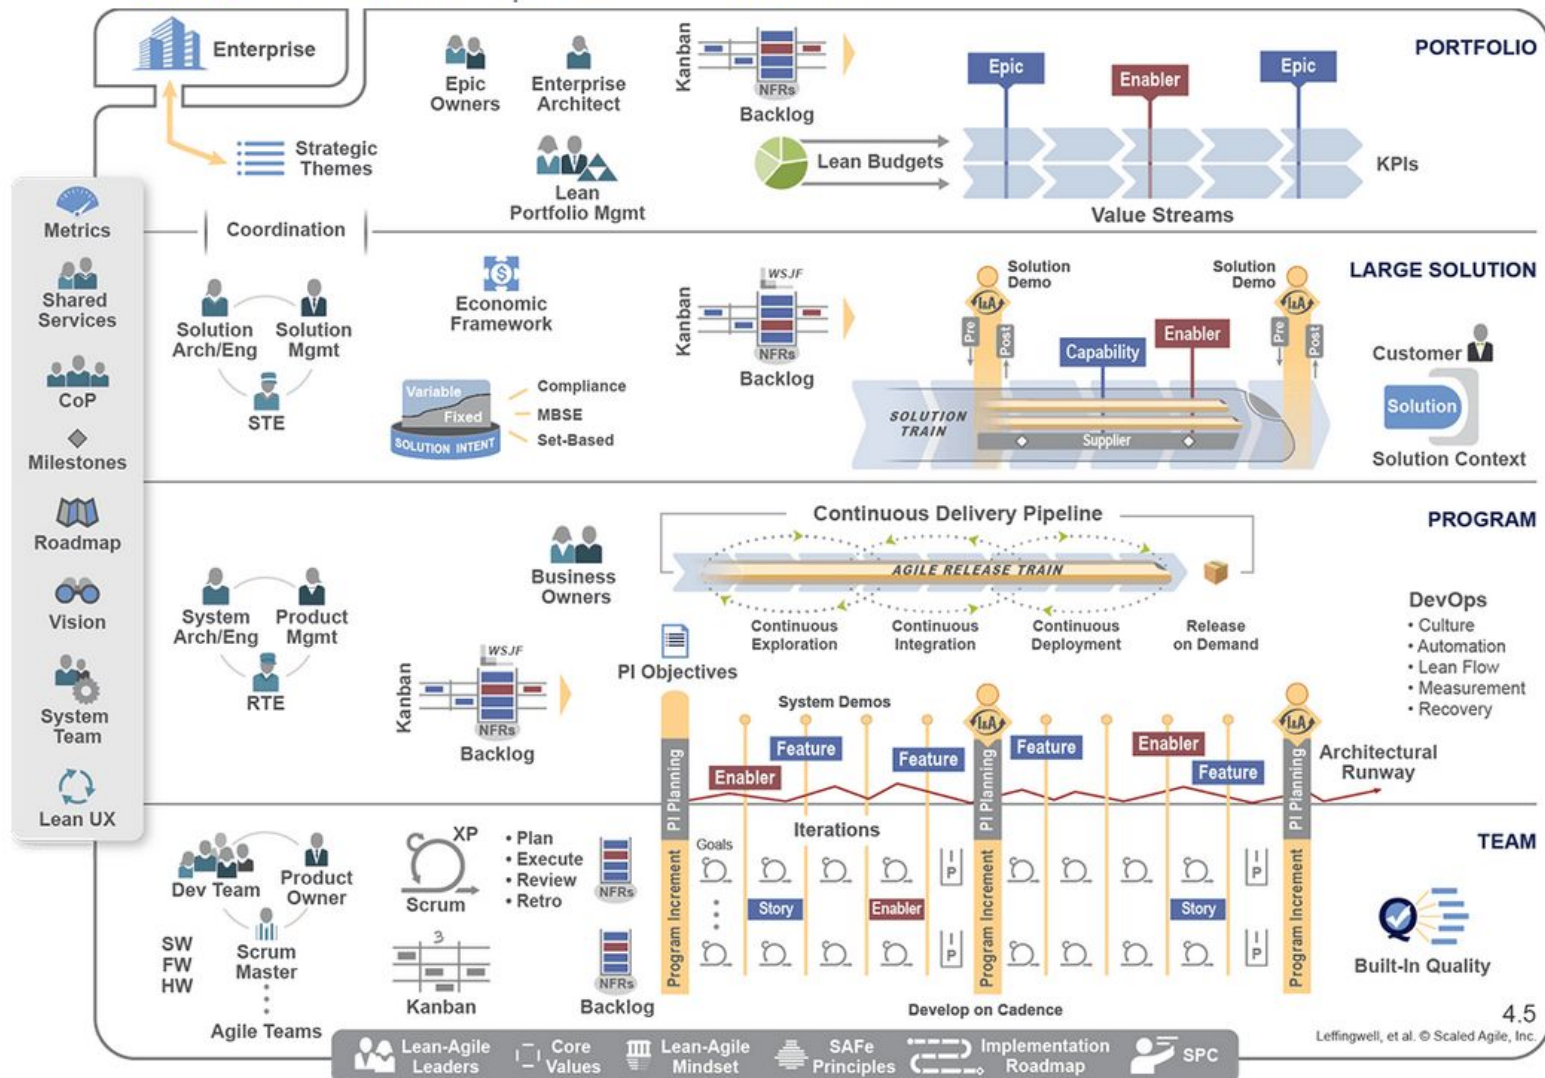 Enterprise
Strategic
Themes
Epic
Owners
Enterprise
Architect
Lean
Portfolio Mgmt
Kanban
NFRs
Backlog
Lean Budgets
Epic
Enabler
Epic
Value Streams
KPIs
PORTFOLIO
Metrics
Shared
Services
CoP
Milestones
Roadmap
Vision
System
Team
Lean UX
Coordination
Solution
Arch/Eng
Solution
Mgmt
STE
Economic
Framework
Variable
Fixed
SOLUTION INTENT
Compliance
MBSE
Set-Based
Kanban
WSJF
NFRs
Backlog
Solution
Demo
I&A
Pre
Post
Capability
Enabler
Solution
Demo
I&A
Pre
Post
SOLUTION
TRAIN
Supplier
LARGE SOLUTION
Customer
Solution
Solution Context
System
Arch/Eng
Product
Mgmt
RTE
Business
Owners
Kanban
WSJF
NFRs
Backlog
PI Objectives
Continuous Delivery Pipeline
AGILE RELEASE TRAIN
Continuous
Exploration
Continuous
Integration
Continuous
Deployment
Release
on Demand
PROGRAM
DevOps
• Culture
• Automation
• Lean Flow
• Measurement
• Recovery
System Demos
I&A
I&A
Enabler
Feature
Feature
Feature
Enabler
Feature
Architectural
Runway
PI Planning
PI Planning
PI Planning
Dev Team
Product
Owner
Scrum
Master
SW
FW
HW
Agile Teams
XP
Scrum
• Plan
• Execute
• Review
• Retro
3
Kanban
NFRs
NFRs
Backlog
Program Increment
Program Increment
Program Increment
Iterations
Goals
Story
Enabler
Story
I
P
I
P
I
P
I
P
Develop on Cadence
TEAM
Built-In Quality
4.5
Leffingwell, et al. © Scaled Agile, Inc.
Lean-Agile
Leaders
Core
Values
Lean-Agile
Mindset
SAFe
Principles
Implementation
Roadmap
SPC